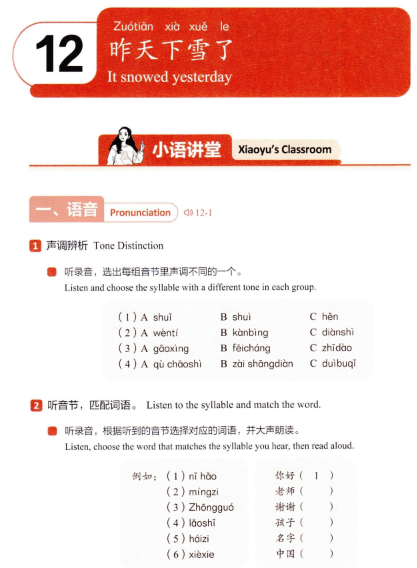 12
Zuótiān xià xuě le
昨天下雪了
It snowed yesterday
小语讲堂 Xiaoyu's Classroom
一、语音 Pronunciation 12-1
1 声调辨析 Tone Distinction
听录音，选出每组音节里声调不同的一个。
Listen and choose the syllable with a different tone in each group.
（1）A shuǐ B shuì C hěn
（2）A wèntí B kànbìng C diànshì
（3）A gāoxìng B fēicháng C zhīdào
（4）A qù chāoshì B zài shāngdiàn C duìbuqǐ
2 听音节，匹配词语。 Listen to the syllable and match the word.
听录音，根据听到的音节选择对应的词语，并大声朗读。
Listen, choose the word that matches the syllable you hear, then read aloud.
例如：（1）nǐ hǎo 你好（ 1 ）
（2）míngzi 老师（ ）
（3）Zhōngguó 谢谢（ ）
（4）lǎoshī 孩子（ ）
（5）háizi 名字（ ）
（6）xièxie 中国（ ）